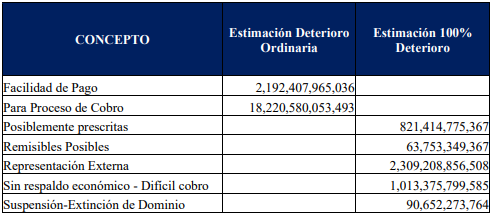 CONCEPTO Estimación Deterioro Ordinaria Estimación 100% Deterioro
Facilidad de Pago 2,192,407,965,036
Para Proceso de Cobro 18,220,580,053,493
Posiblemente prescritas 821,414,775,367
Remisibles Posibles 63,753,349,367
Representación Externa 2,309,208,856,508
Sin respaldo económico - Difícil cobro 1,013,375,799,585
Suspensión-Extinción de Dominio 90,652,273,764